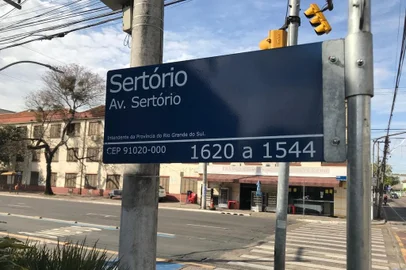 Sertório
Av. Sertório
Intendente da Província do Rio Grande do Sul.
CEP 91020-000
1620 a 1544